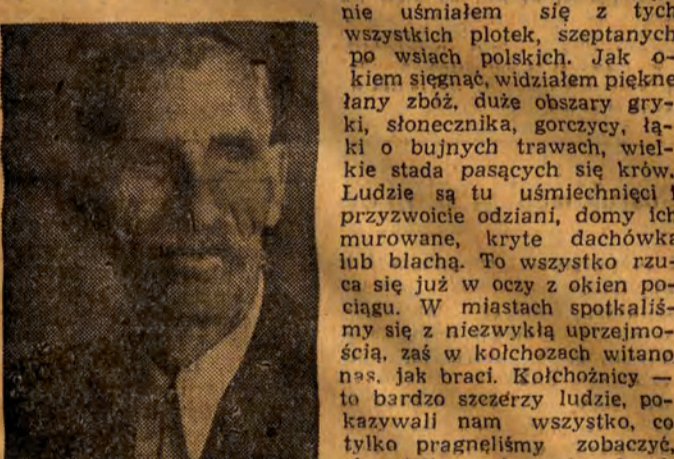 nie uśmiałem się z tych
wszystkich plotek, szeptanych
po wsiach polskich. Jak o-
kiem sięgnąć, widziałem piękne
łany zbóż, duże obszary gry-
ki, słonecznika, gorczycy, łą-
ki o bujnych trawach, wiel-
kie stada pasących się krów.
Ludzie są tu uśmiechnięci i
przyzwoicie odziani, domy ich
murowane, kryte dachówką
lub blachą. To wszystko rzu-
ca się już w oczy z okien po-
ciągu. W miastach spotkaliś-
my się z niezwykłą uprzejmo-
ścią, zaś w kołchozach witano
nas, jak braci. Kołchoźnicy —
to bardzo szczerzy ludzie, po-
kazywali nam wszystko, co
tylko pragnęliśmy zobaczyć,